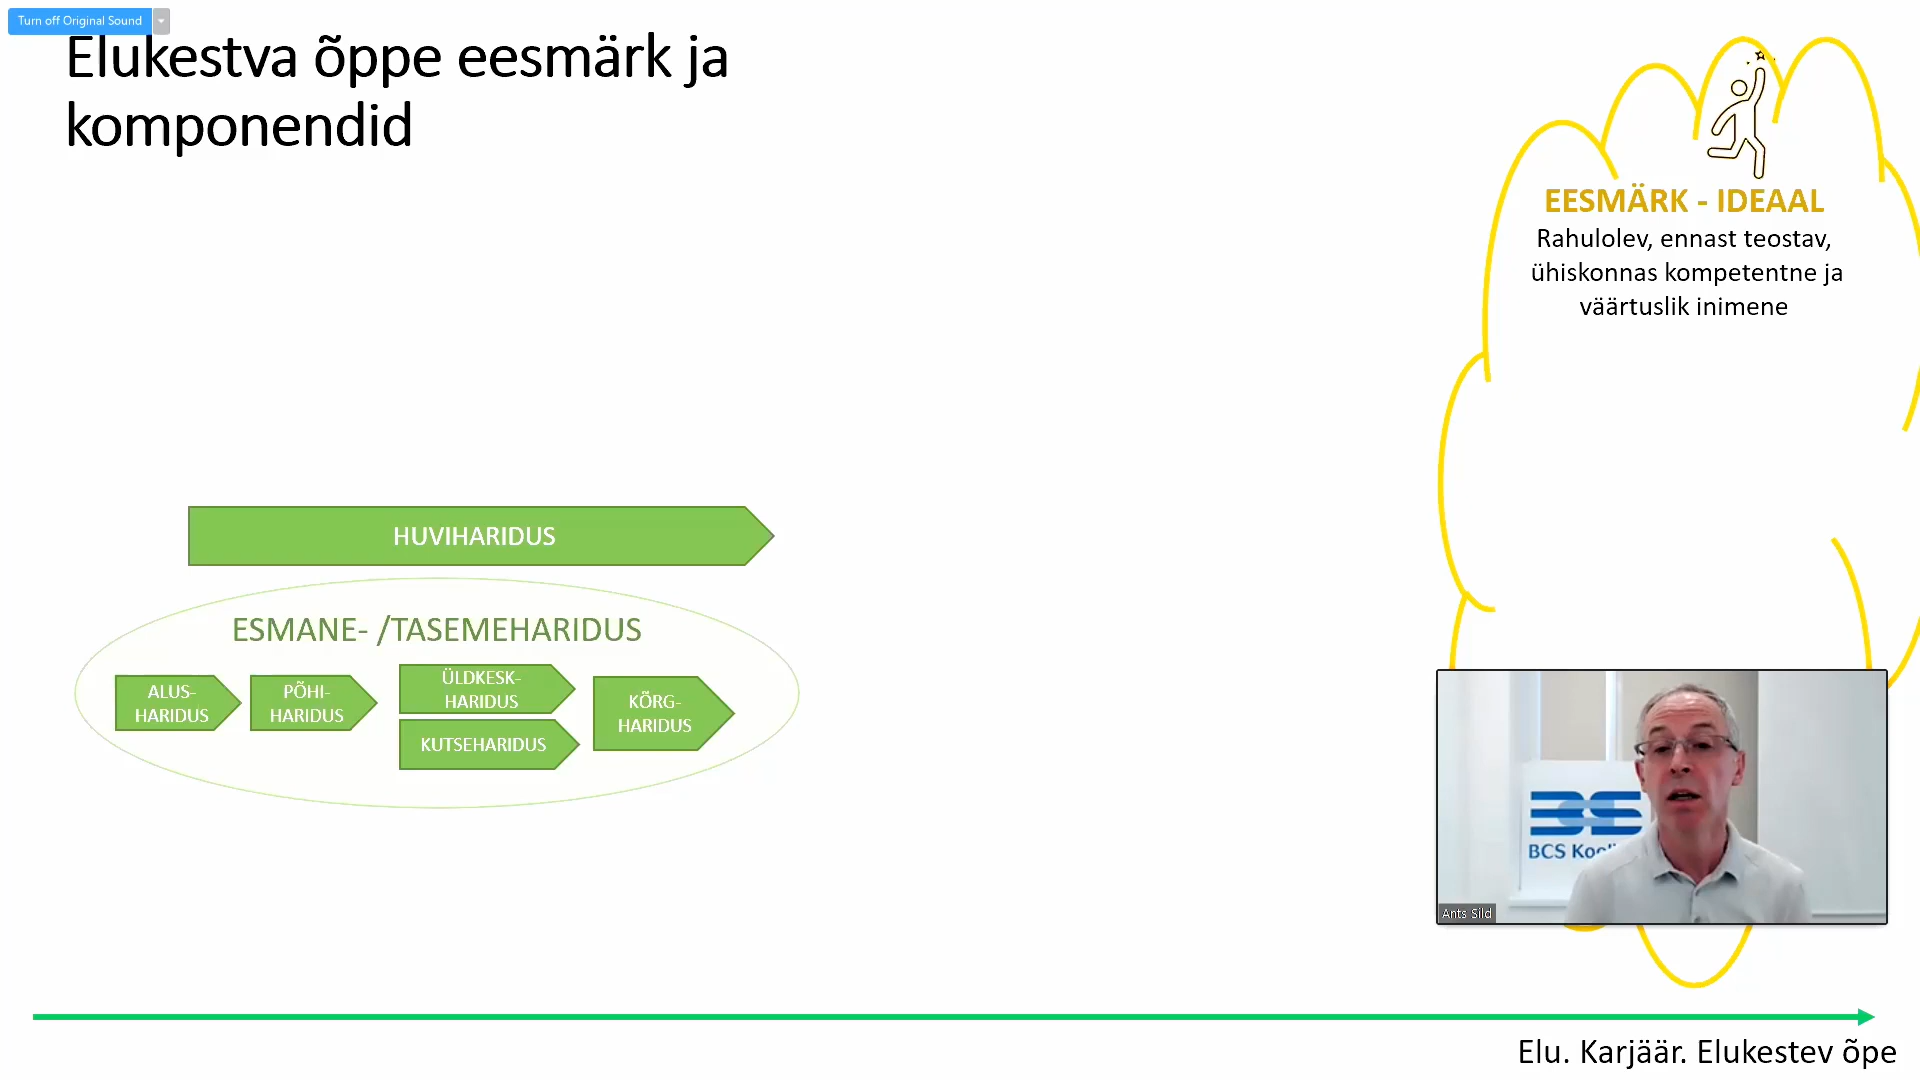 Turn off Original Sound
Elukestva õppe eesmärk ja
komponendid
EESMÄRK - IDEAAL
Rahulolev, ennast teostav,
ühiskonnas kompetentne ja
väärtuslik inimene
HUVIHARIDUS
ESMANE- /TASEMEHARIDUS
ALUS-
HARIDUS
PÕHI-
HARIDUS
ÜLDKESK-
HARIDUS
KUTSEHARIDUS
KÕRG-
HARIDUS
BCS
Ants Sild
Elu. Karjäär. Elukestev õpe